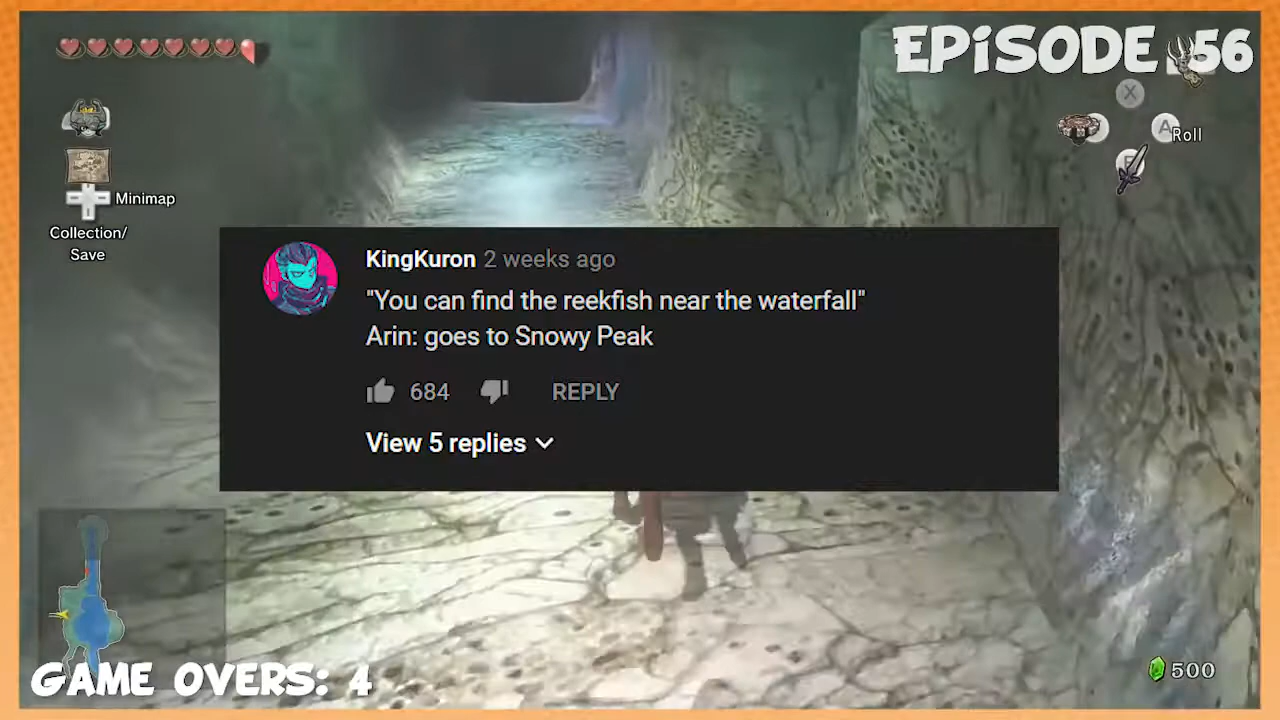 EPISODE 56
X
A
Roll
Minimap
Collection/
Save
KingKuron 2 weeks ago
"You can find the reekfish near the waterfall"
Arin: goes to Snowy Peak
684 REPLY
View 5 replies
GAME OVERS: 4
500